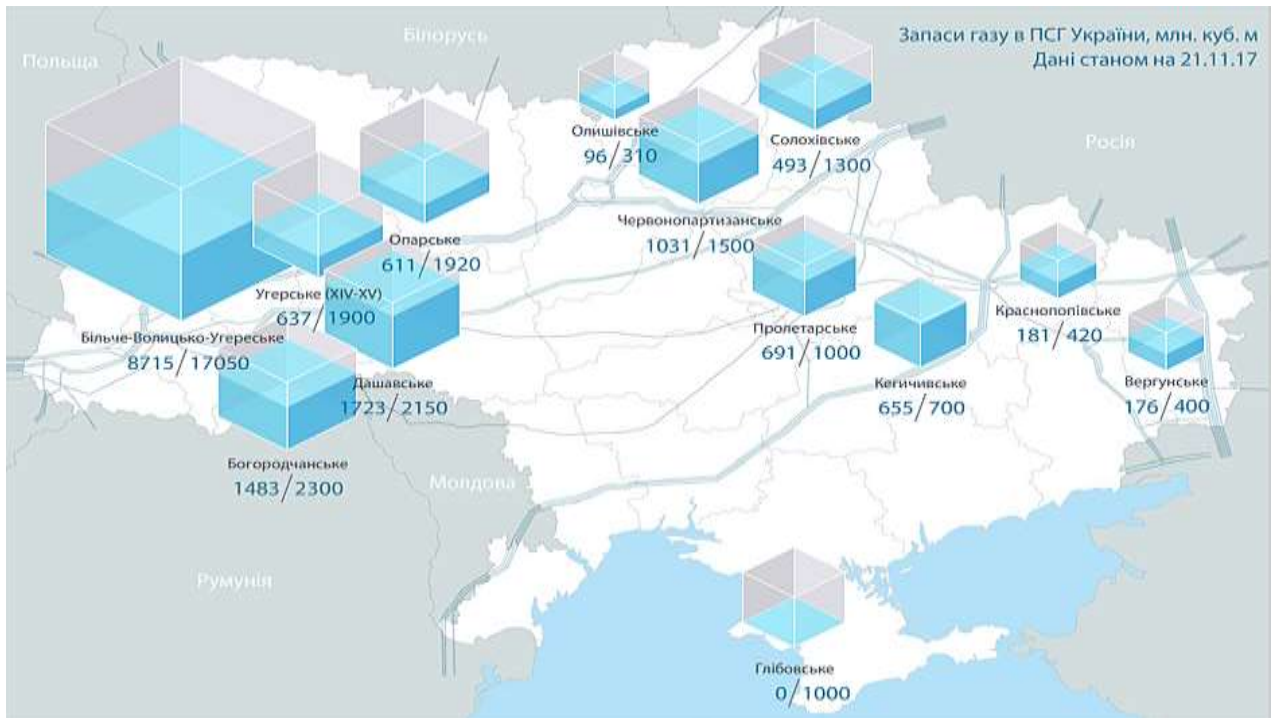 Запаси газу в ПСГ України, млн. куб. м
Дані станом на 21.11.17
Польща
Білорусь
Росія
Олишівське
96/310
Солохівське
493/1300
Червонопартизанське
1031/1500
Опарське
611/1920
Угерське (XIV-XV)
637/1900
Більче-Волицько-Угереське
8715/17050
Дашавське
1723/2150
Богородчанське
1483/2300
Пролетарське
691/1000
Кегичивське
655/700
Краснопопівське
181/420
Вергунське
176/400
Молдова
Румунія
Глібовське
0/1000